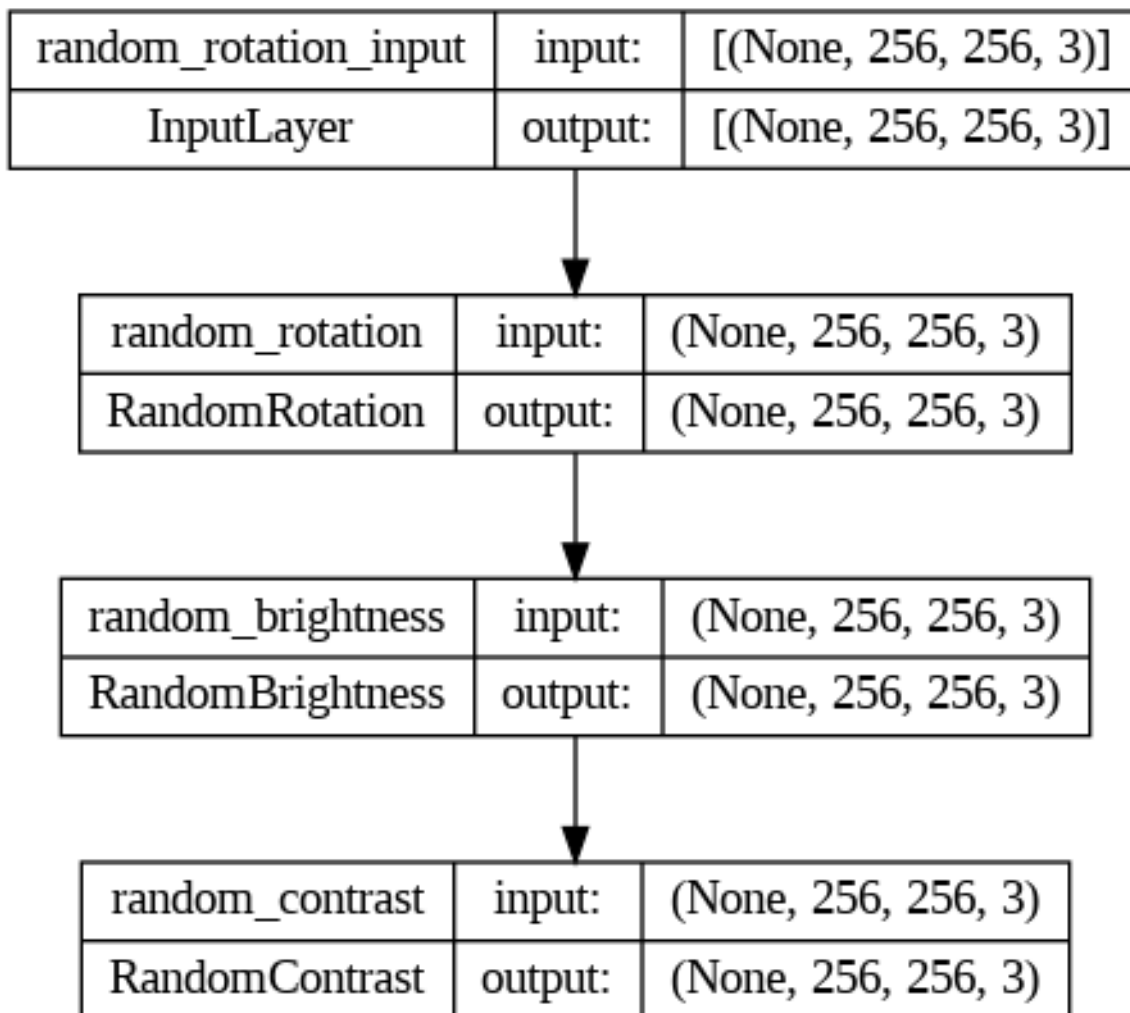 random_rotation_input input: [(None, 256, 256, 3)]
InputLayer output: [(None, 256, 256, 3)]
random_rotation input: (None, 256, 256, 3)
RandomRotation output: (None, 256, 256, 3)
random_brightness input: (None, 256, 256, 3)
RandomBrightness output: (None, 256, 256, 3)
random_contrast input: (None, 256, 256, 3)
RandomContrast output: (None, 256, 256, 3)